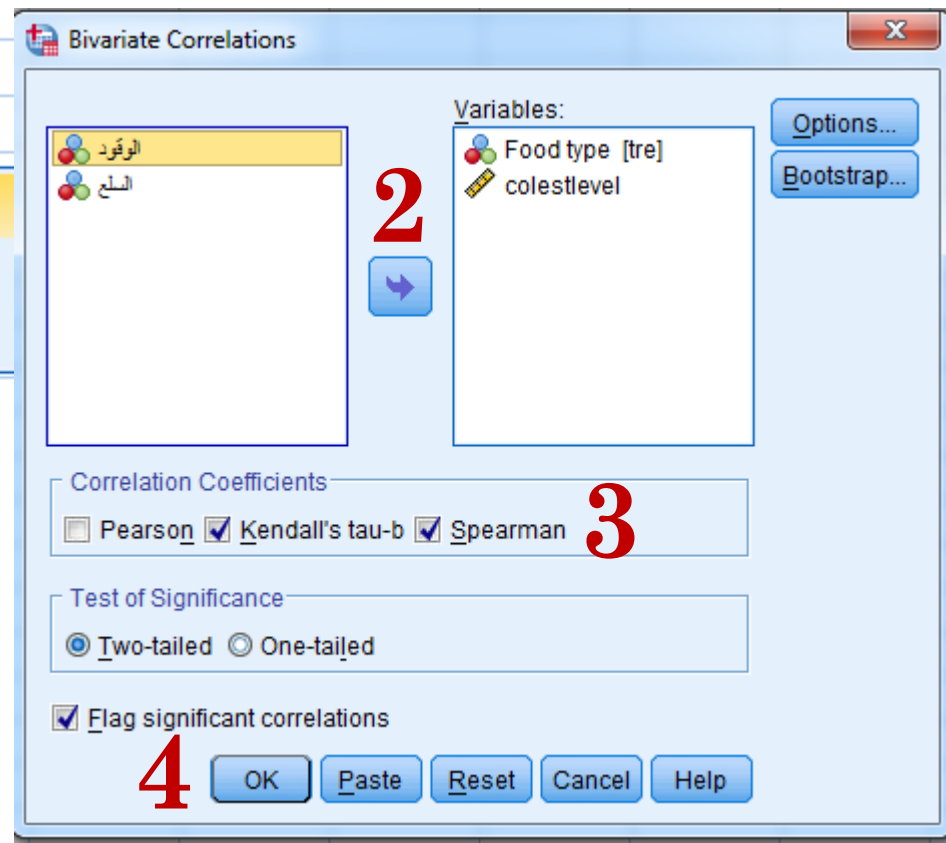 Bivariate Correlations
Variables:
الوقود
السلع
2
Food type [tre]
colestlevel
Options...
Bootstrap...
Correlation Coefficients
Pearson Kendall's tau-b Spearman 3
Test of Significance
Two-tailed One-tailed
Flag significant correlations
4 OK Paste Reset Cancel Help